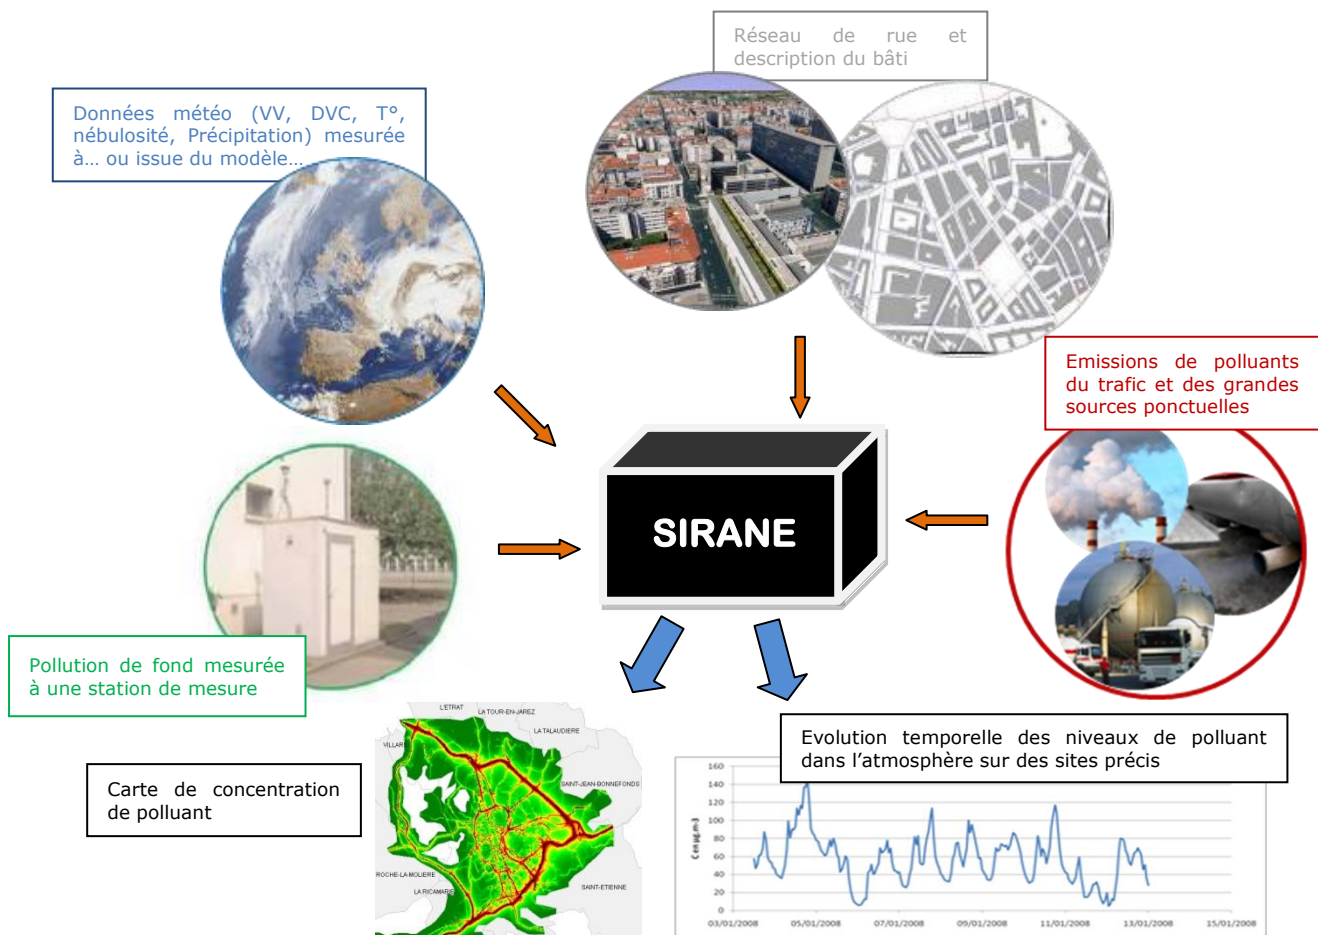 Réseau de rue et
description du bâti
Données météo (VV, DVC, T°,
nébulosité, Précipitation) mesurée
à... ou issue du modèle...
Emissions de polluants
du trafic et des grandes
sources ponctuelles
SIRANE
Pollution de fond mesurée
à une station de mesure
Carte de concentration
de polluant
L'ETRAT
LA TOUR-EN-JAREZ
LA TALAUDIERE
VILLARS
SAINT-JEAN-BONNEFONDS
ROCHE-LA-MOLIERE
LA RICAMARIE
SAINT-ETIENNE
Evolution temporelle des niveaux de polluant
dans l'atmosphère sur des sites précis
C en µg.m-3
160
140
120
100
80
60
40
20
0
03/01/2008 05/01/2008 07/01/2008 09/01/2008 11/01/2008 13/01/2008 15/01/2008